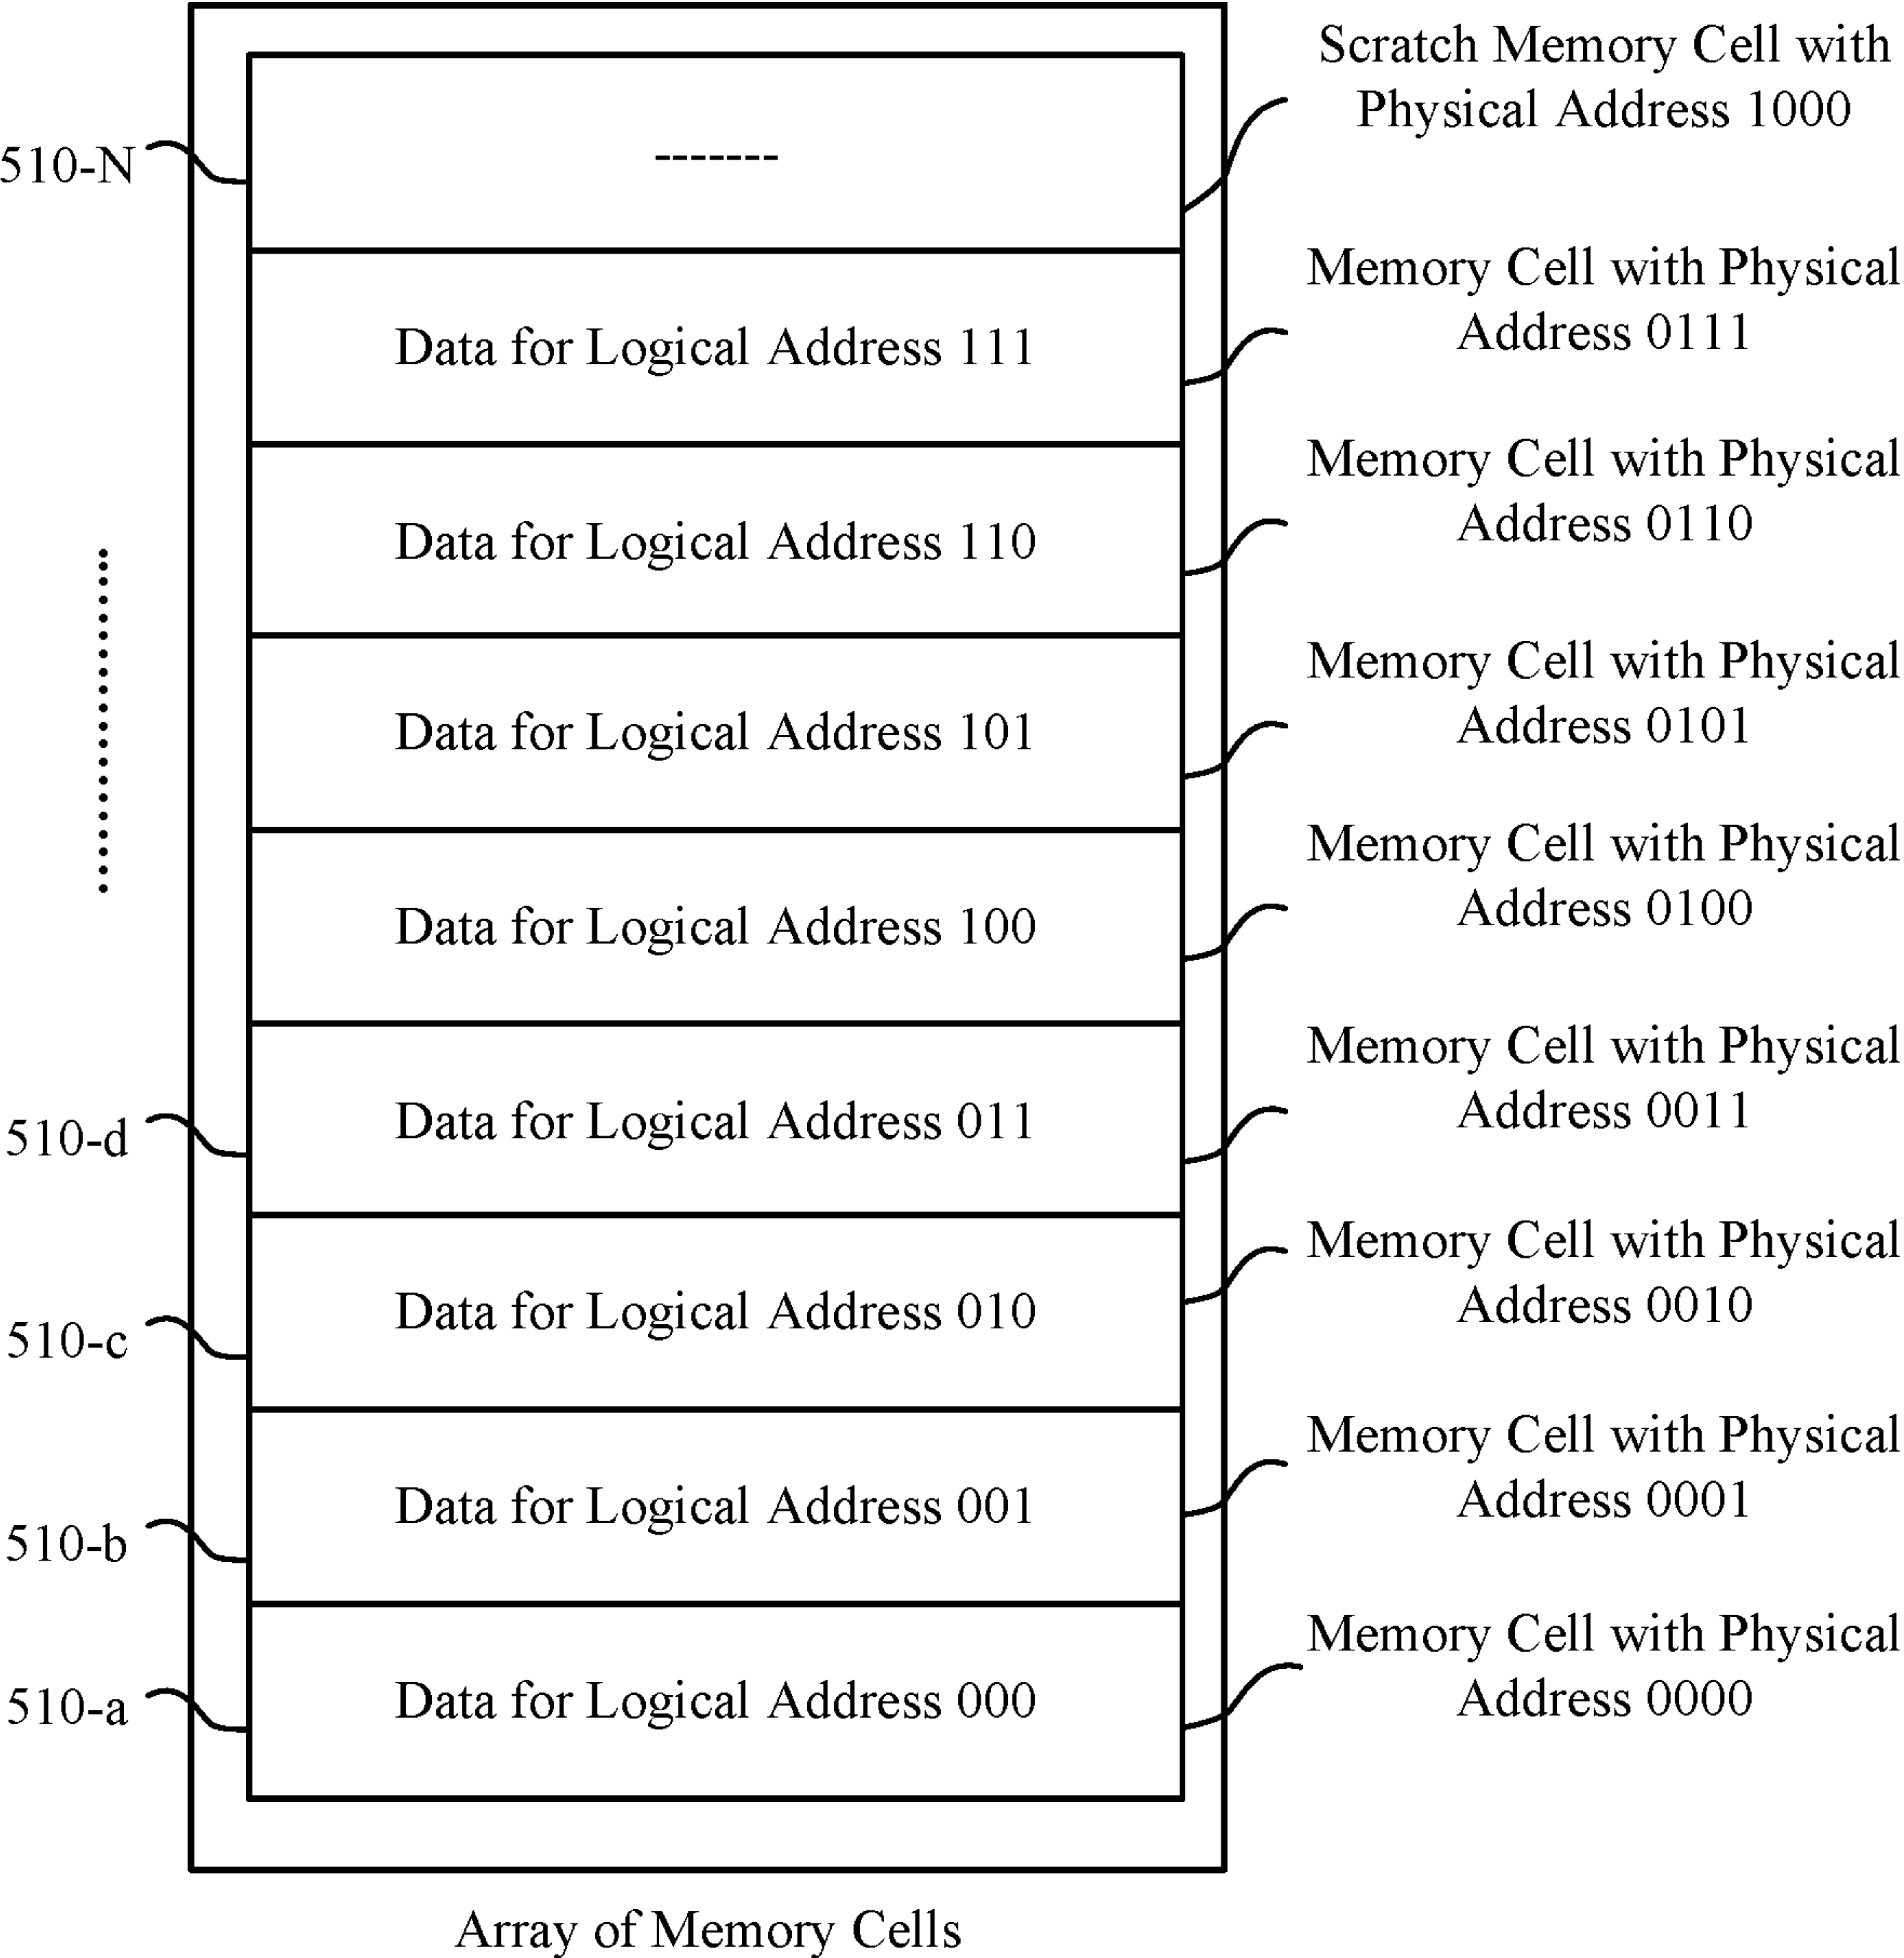 Scratch Memory Cell with
Physical Address 1000
510-N
-------
Memory Cell with Physical
Address 0111
Data for Logical Address 111
Memory Cell with Physical
Address 0110
Data for Logical Address 110
Memory Cell with Physical
Address 0101
Data for Logical Address 101
Memory Cell with Physical
Address 0100
Data for Logical Address 100
Memory Cell with Physical
Address 0011
510-d
Data for Logical Address 011
Memory Cell with Physical
Address 0010
510-c
Data for Logical Address 010
Memory Cell with Physical
Address 0001
510-b
Data for Logical Address 001
Memory Cell with Physical
Address 0000
510-a
Data for Logical Address 000
Array of Memory Cells